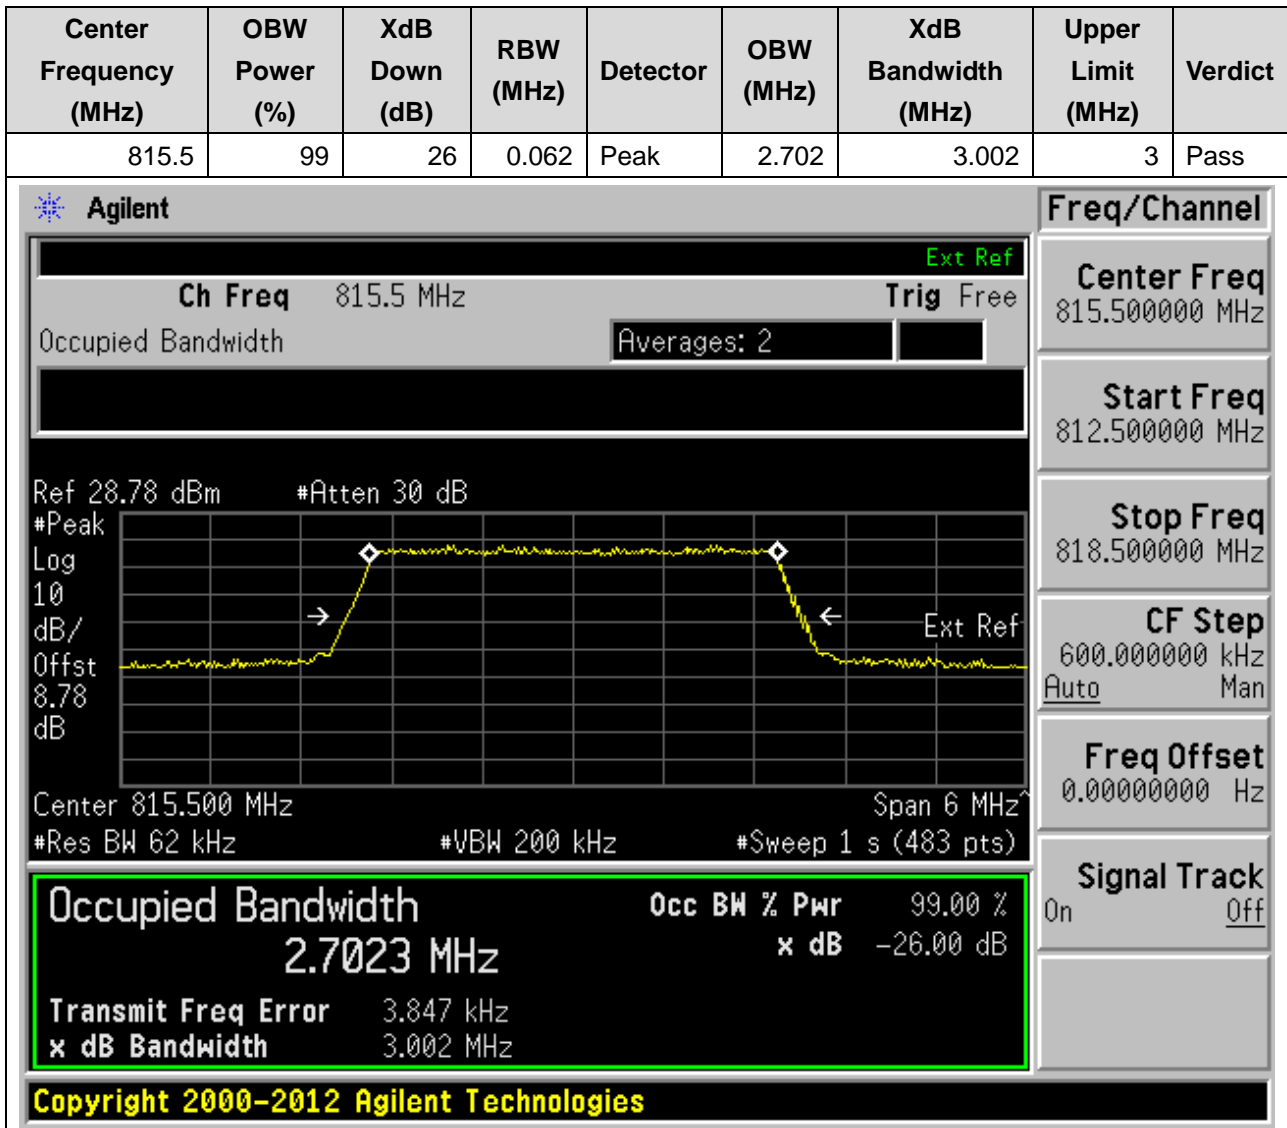 Center Frequency (MHz) OBW Power (%) XdB Down (dB) RBW (MHz) Detector OBW (MHz) XdB Bandwidth (MHz) Upper Limit (MHz) Verdict
815.5 99 26 0.062 Peak 2.702 3.002 3 Pass
Agilent
Freq/Channel
Ext Ref
Ch Freq 815.5 MHz Trig Free
Occupied Bandwidth Averages: 2
Center Freq
815.500000 MHz
Start Freq
812.500000 MHz
Stop Freq
818.500000 MHz
CF Step
600.000000 kHz
Auto Man
Freq Offset
0.00000000 Hz
Signal Track
On Off
Ref 28.78 dBm #Atten 30 dB
#Peak
Log
10
dB/
Offst
8.78
dB
Ext Ref
Center 815.500 MHz Span 6 MHz^
#Res BW 62 kHz #VBW 200 kHz #Sweep 1 s (483 pts)
Occupied Bandwidth Occ BW % Pwr 99.00 %
2.7023 MHz x dB -26.00 dB
Transmit Freq Error 3.847 kHz
x dB Bandwidth 3.002 MHz
Copyright 2000-2012 Agilent Technologies